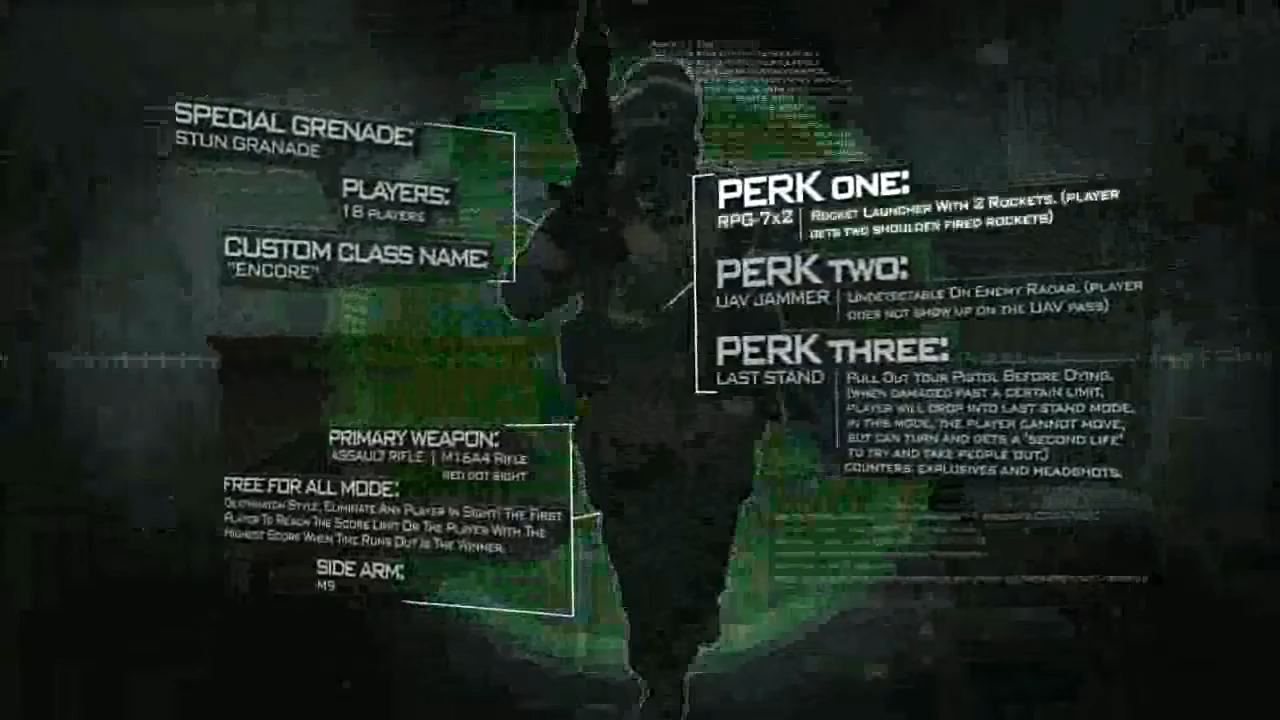 SPECIAL GRENADE:
STUN GRANADE
PLAYERS:
18 PLAYERS
CUSTOM CLASS NAME:
"ENCORE"
PRIMARY WEAPON:
ASSAULT RIFLE | M16A4 RIFLE
RED DOT SIGHT
FREE FOR ALL MODE:
DEATHMATCH STYLE. ELIMINATE ANY PLAYER IN SIGHT! THE FIRST
PLAYER TO REACH THE SCORE LIMIT OR THE PLAYER WITH THE
HIGHEST SCORE WHEN TIME RUNS OUT IS THE WINNER.
SIDE ARM:
M9
PERK ONE:
RPG-7x2 | ROCKET LAUNCHER WITH 2 ROCKETS. (PLAYER
GETS TWO SHOULDER FIRED ROCKETS)
PERK TWO:
UAV JAMMER | UNDETECTABLE ON ENEMY RADAR. (PLAYER
DOES NOT SHOW UP ON THE UAV PASS)
PERK THREE:
LAST STAND | PULL OUT YOUR PISTOL BEFORE DYING.
(WHEN DAMAGED PAST A CERTAIN LIMIT,
PLAYER WILL DROP INTO LAST STAND MODE.
IN THIS MODE, THE PLAYER CANNOT MOVE,
BUT CAN TURN AND GETS A 'SECOND LIFE'
TO TRY AND TAKE PEOPLE OUT.)
COUNTERS: EXPLOSIVES AND HEADSHOTS.